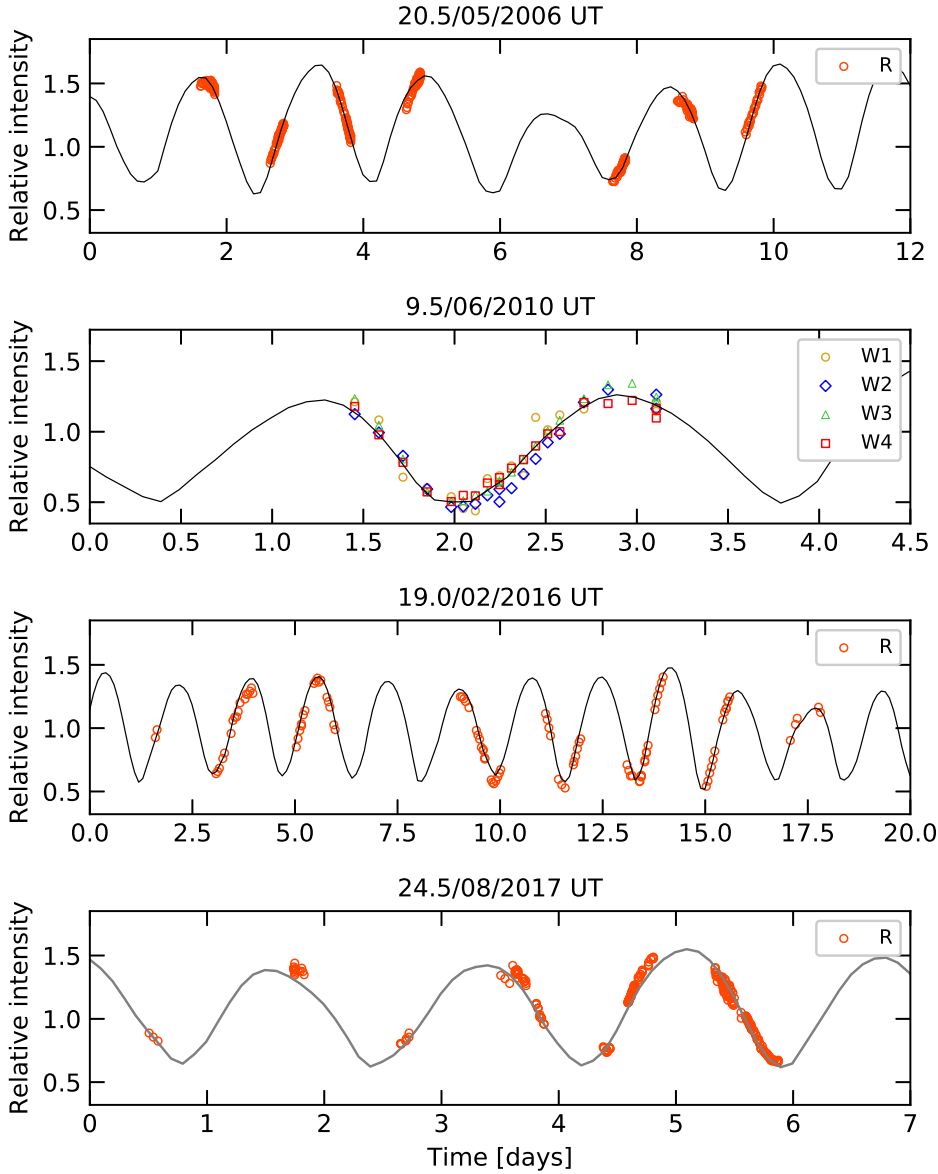 20.5/05/2006 UT
Relative intensity
1.5
1.0
0.5
R
0 2 4 6 8 10 12
9.5/06/2010 UT
Relative intensity
1.5
1.0
0.5
W1
W2
W3
W4
0.0 0.5 1.0 1.5 2.0 2.5 3.0 3.5 4.0 4.5
19.0/02/2016 UT
Relative intensity
1.5
1.0
0.5
R
0.0 2.5 5.0 7.5 10.0 12.5 15.0 17.5 20.0
24.5/08/2017 UT
Relative intensity
1.5
1.0
0.5
R
0 1 2 3 4 5 6 7
Time [days]